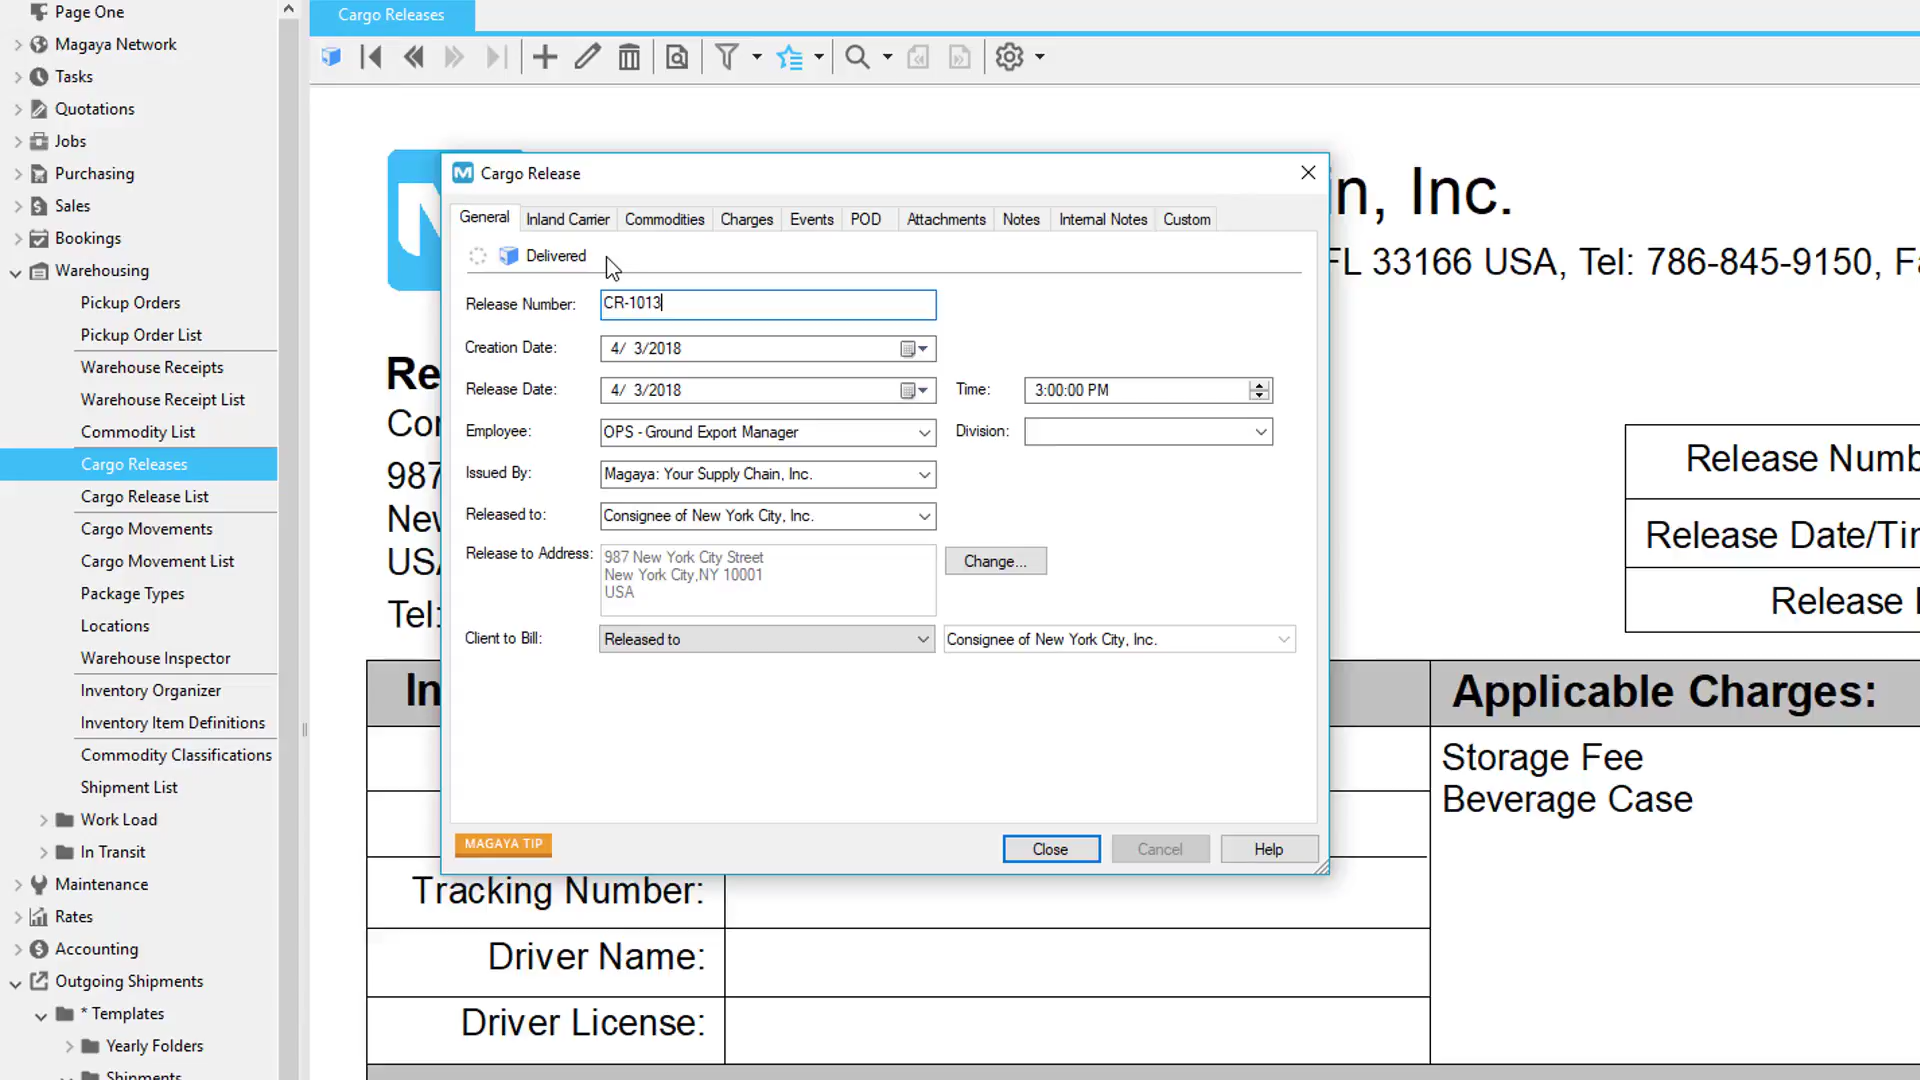 Page One
Magaya Network
Tasks
Quotations
Jobs
Purchasing
Sales
Bookings
Warehousing
Pickup Orders
Pickup Order List
Warehouse Receipts
Warehouse Receipt List
Commodity List
Cargo Releases
Cargo Release List
Cargo Movements
Cargo Movement List
Package Types
Locations
Warehouse Inspector
Inventory Organizer
Inventory Item Definitions
Commodity Classifications
Shipment List
Work Load
In Transit
Maintenance
Rates
Accounting
Outgoing Shipments
* Templates
Yearly Folders
Shipments
Cargo Releases
in, Inc.
FL 33166 USA, Tel: 786-845-9150, Fa
Re
Cor
987
New
USA
Tel:
Release Numb
Release Date/Tim
Release
In
Applicable Charges:
Storage Fee
Beverage Case
Tracking Number:
Driver Name:
Driver License:
Cargo Release
General Inland Carrier Commodities Charges Events POD Attachments Notes Internal Notes Custom
Delivered
Release Number: CR-1013
Creation Date: 4/ 3/2018
Release Date: 4/ 3/2018 Time: 3:00:00 PM
Employee: OPS - Ground Export Manager Division:
Issued By: Magaya: Your Supply Chain, Inc.
Released to: Consignee of New York City, Inc.
Release to Address: 987 New York City Street
New York City,NY 10001
USA
Change...
Client to Bill: Released to Consignee of New York City, Inc.
MAGAYA TIP Close Cancel Help